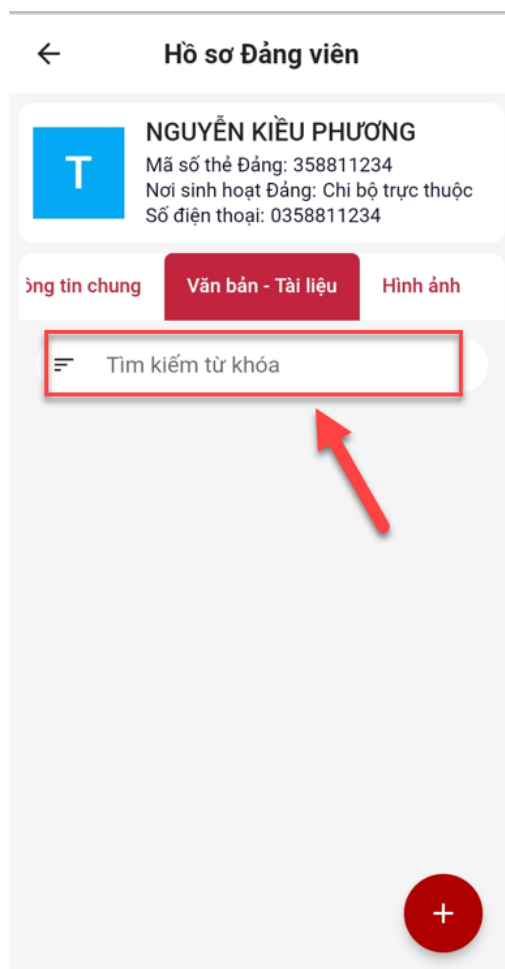 Hồ sơ Đảng viên
NGUYỄN KIỀU PHƯƠNG
T
Mã số thẻ Đảng: 358811234
Nơi sinh hoạt Đảng: Chi bộ trực thuộc
Số điện thoại: 0358811234
tin chung
Văn bản - Tài liệu
Hình ảnh
Tìm kiếm từ khóa
+